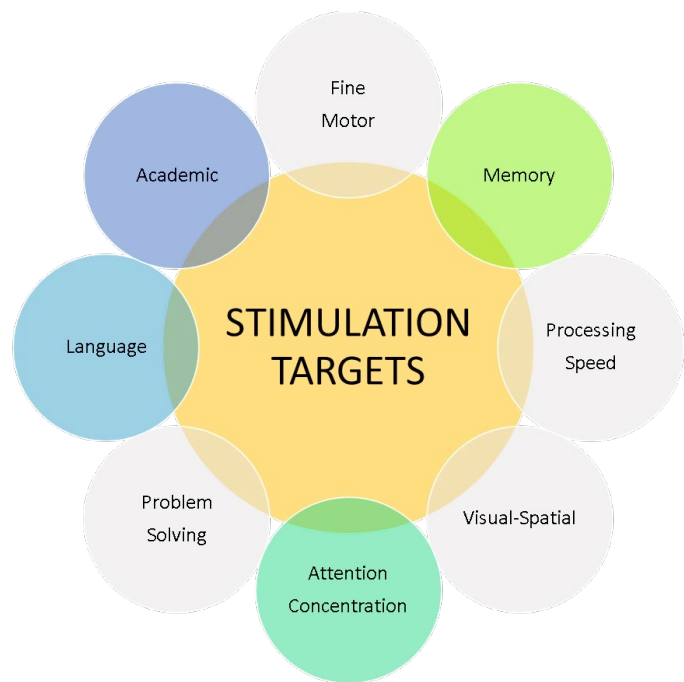 Fine
Motor
Academic
Memory
STIMULATION
TARGETS
Language
Processing
Speed
Problem
Solving
Visual-Spatial
Attention
Concentration